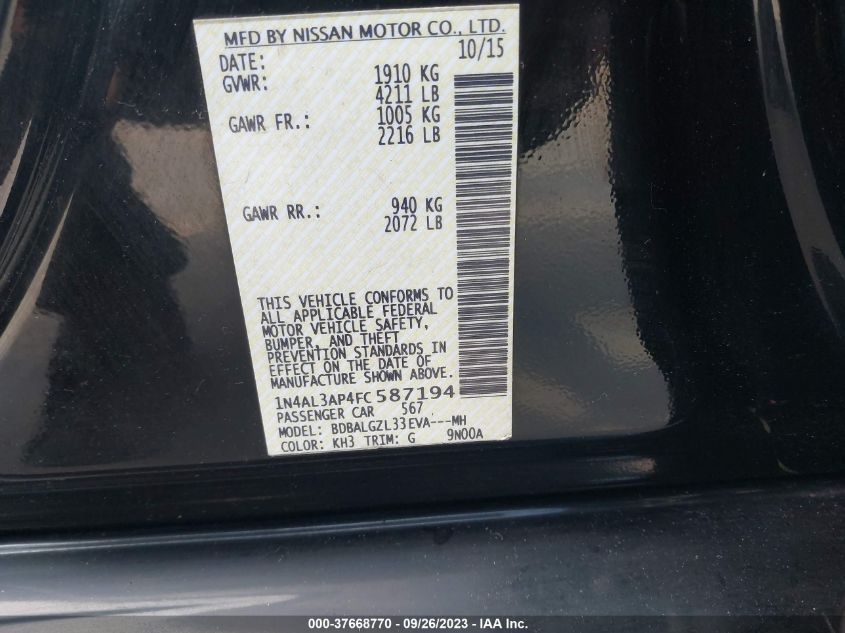 MFD BY NISSAN MOTOR CO., LTD.
DATE: 10/15
GVWR: 1910 KG
4211 LB
GAWR FR.: 1005 KG
2216 LB
GAWR RR.: 940 KG
2072 LB
THIS VEHICLE CONFORMS TO
ALL APPLICABLE FEDERAL
MOTOR VEHICLE SAFETY,
BUMPER, AND THEFT
PREVENTION STANDARDS IN
EFFECT ON THE DATE OF
MANUFACTURE SHOWN ABOVE.
1N4AL3AP4FC587194
PASSENGER CAR 567
MODEL: BDBALGZL33EVA---MH
COLOR: KH3 TRIM: G 9N00A
000-37668770 - 09/26/2023 - IAA Inc.